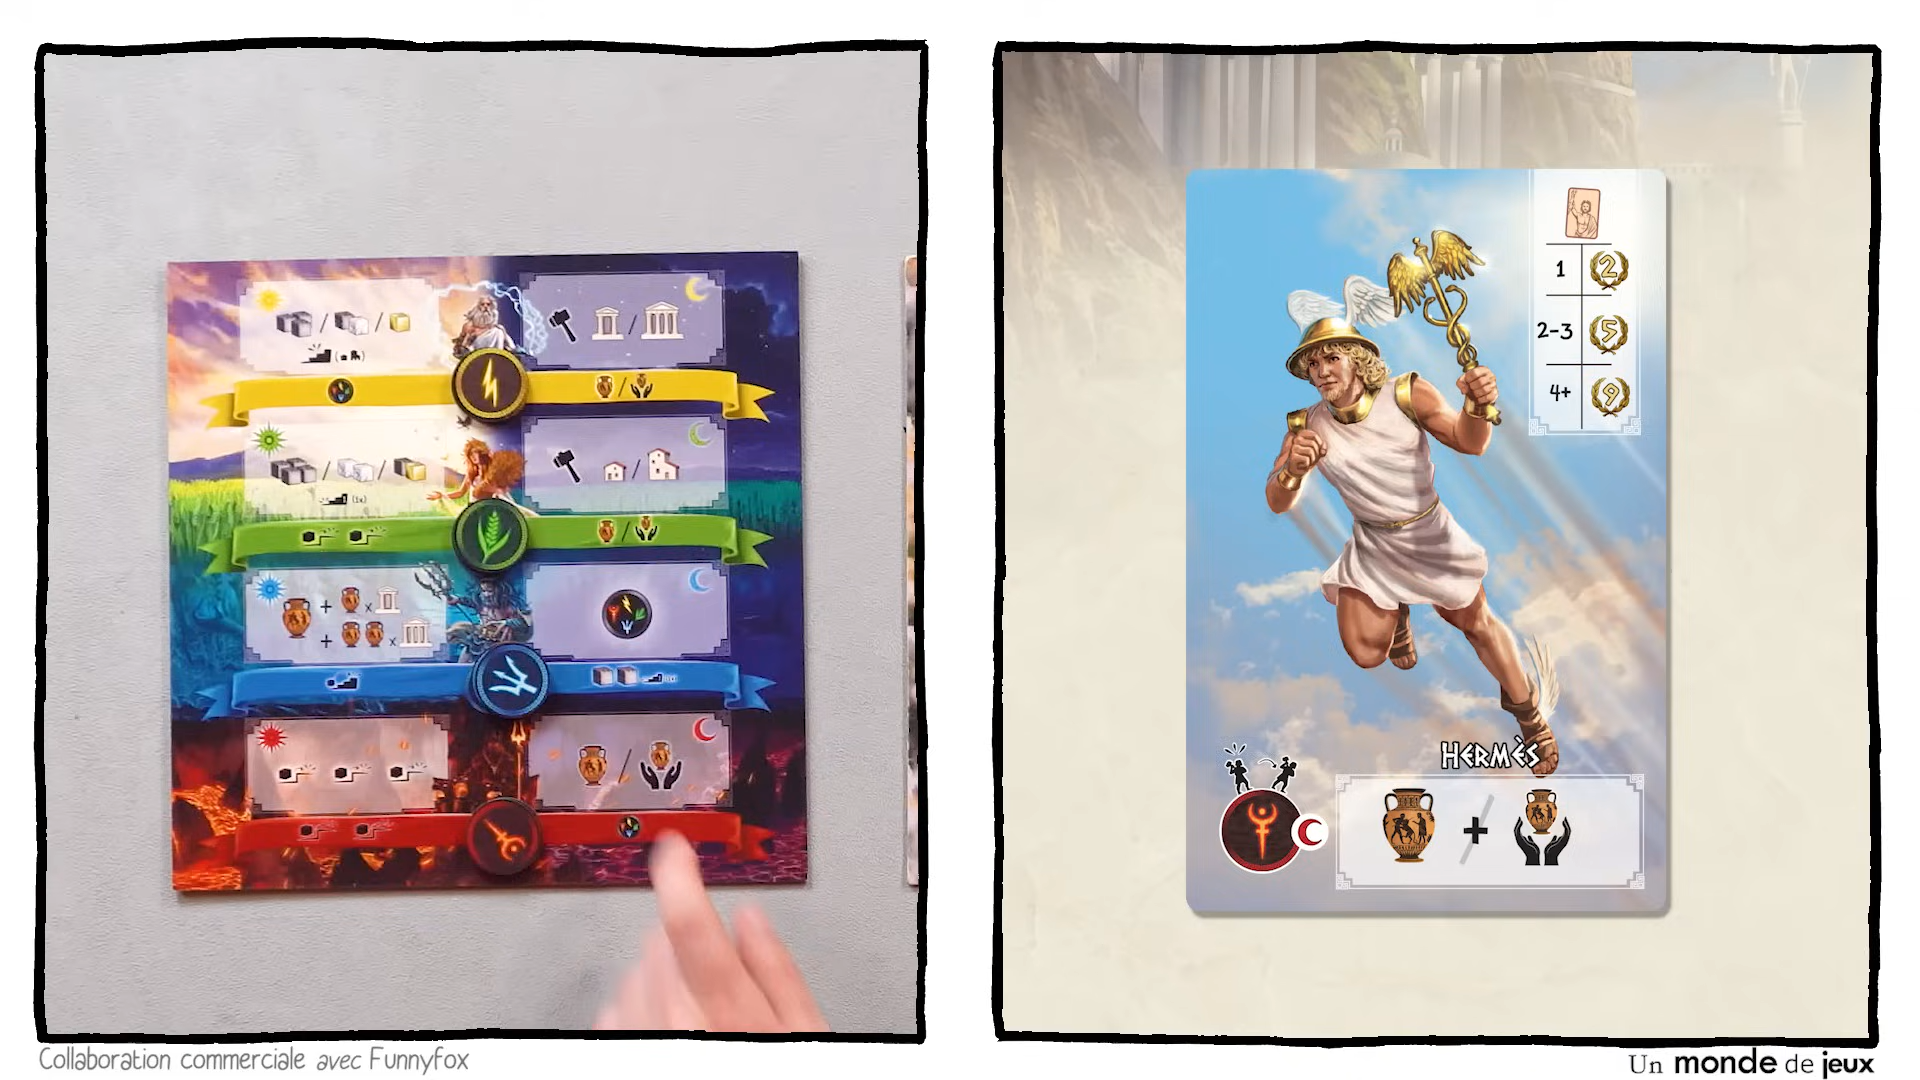 1
2
2-3
5
4+
9
HERMÈS
Collaboration commerciale avec FunnyFox
Un monde de jeux